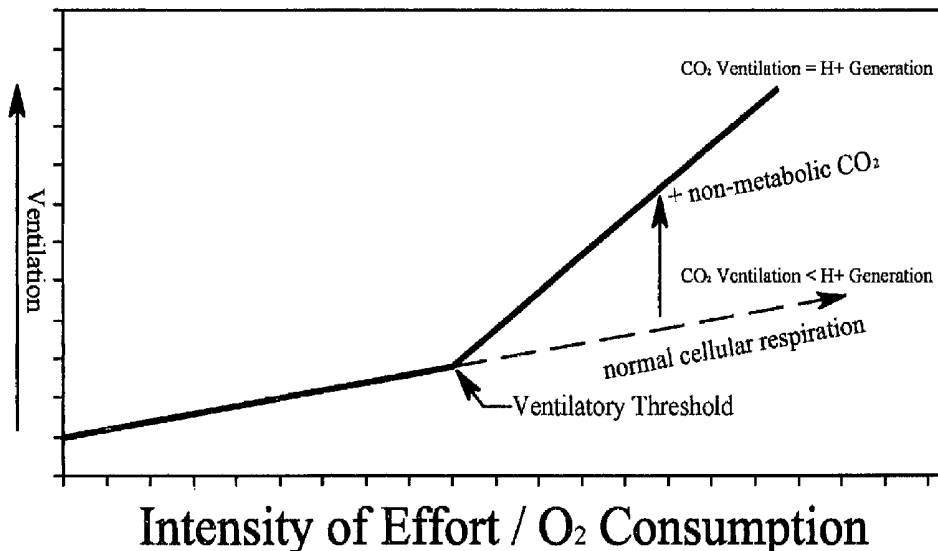 CO₂ Ventilation = H+ Generation
Ventilation
+ non-metabolic CO₂
CO₂ Ventilation < H+ Generation
normal cellular respiration
Ventilatory Threshold
Intensity of Effort / O₂ Consumption